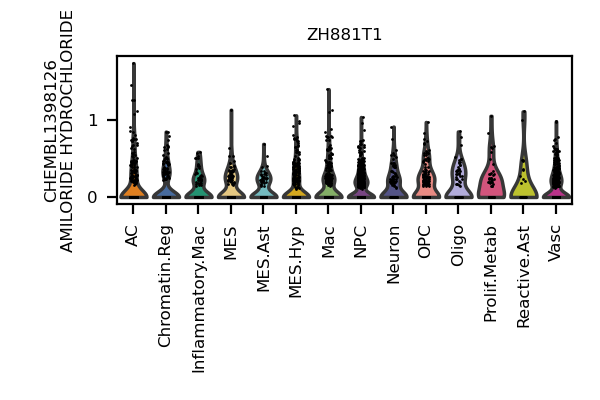 ZH881T1
CHEMBL1398126
AMILORIDE HYDROCHLORIDE
1
0
AC
Chromatin.Reg
Inflammatory.Mac
MES
MES.Ast
MES.Hyp
Mac
NPC
Neuron
OPC
Oligo
Prolif.Metab
Reactive.Ast
Vasc